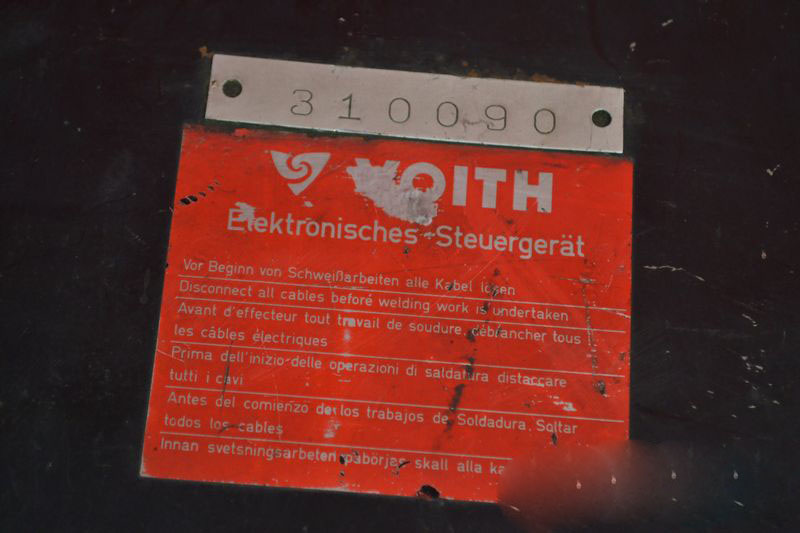 310090
VOITH
Elektronisches-Steuergerät
Vor Beginn von Schweißarbeiten alle Kabel lösen
Disconnect all cables before welding work is undertaken
Avant d'effecteur tout travail de soudure, débrancher tous
les câbles électriques
Prima dell'inizio delle operazioni di saldatura distaccare
tutti i cavi
Antes del comienzo de los trabajos de Soldadura, Soltar
todos los cables
Innan svetsningsarbeten påbörjas skall alla